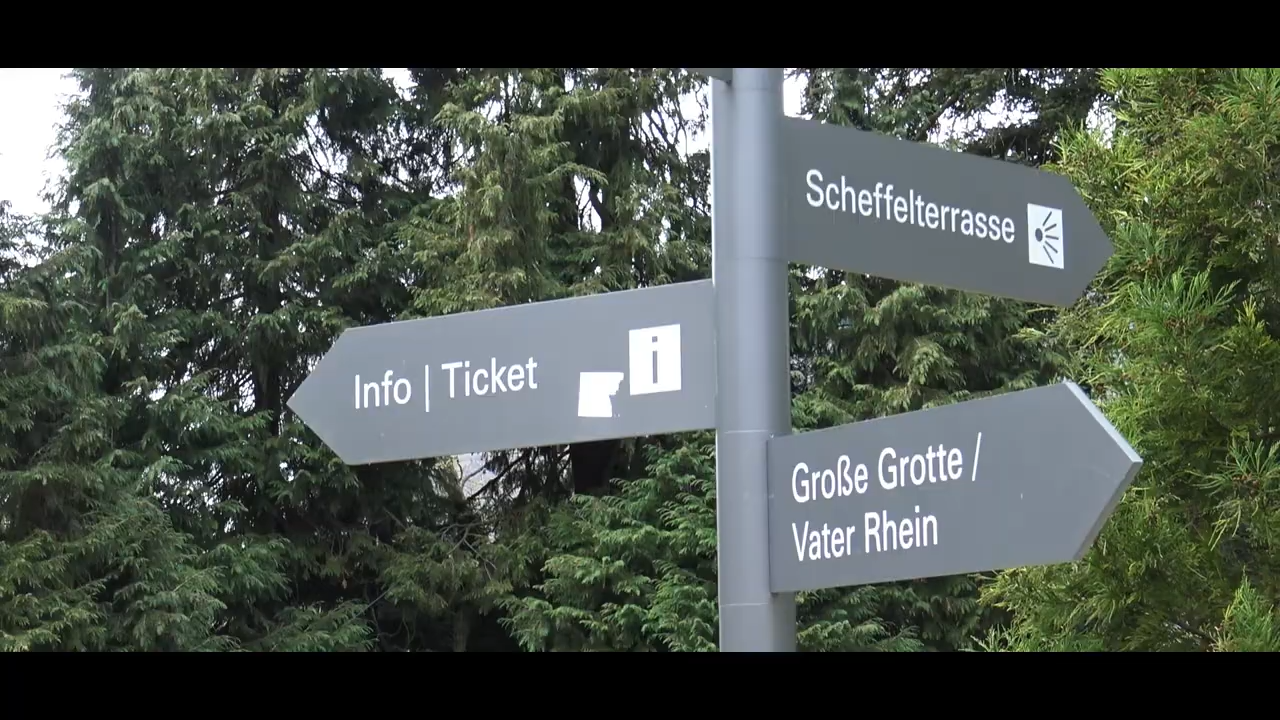 Scheffelterrasse
Info | Ticket i
Große Grotte /
Vater Rhein